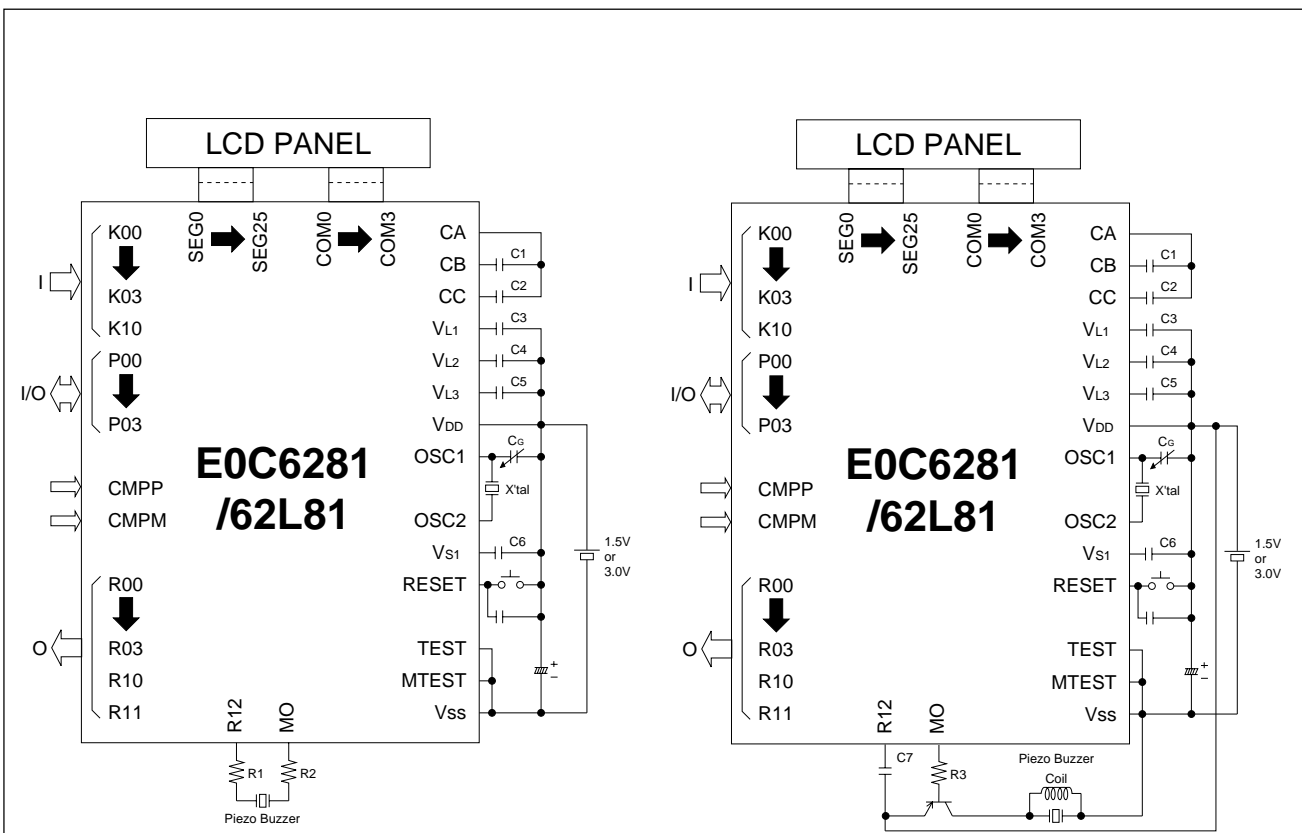 LCD PANEL
SEG0
SEG25
COM0
COM3
I
K00
K03
K10
I/O
P00
P03
CMPP
CMPM
O
R00
R03
R10
R11
E0C6281
/62L81
CA
CB
CC
VL1
VL2
VL3
VDD
OSC1
OSC2
VS1
RESET
TEST
MTEST
Vss
C1
C2
C3
C4
C5
CG
X'tal
C6
1.5V
or
3.0V
+
–
R12
MO
R1
R2
Piezo Buzzer
LCD PANEL
SEG0
SEG25
COM0
COM3
I
K00
K03
K10
I/O
P00
P03
CMPP
CMPM
O
R00
R03
R10
R11
E0C6281
/62L81
CA
CB
CC
VL1
VL2
VL3
VDD
OSC1
OSC2
VS1
RESET
TEST
MTEST
Vss
C1
C2
C3
C4
C5
CG
X'tal
C6
1.5V
or
3.0V
+
–
R12
MO
C7
R3
Piezo Buzzer
Coil